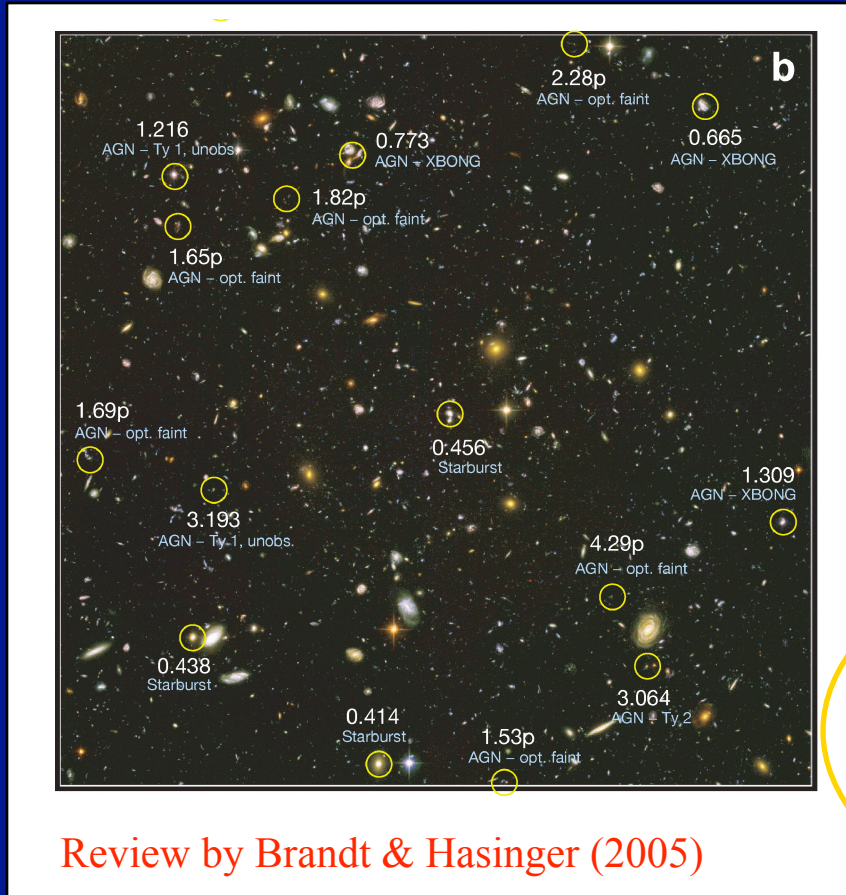 b
2.28p
AGN – opt. faint
0.665
AGN – XBONG
1.216
AGN – Ty 1, unobs.
0.773
AGN – XBONG
1.82p
AGN – opt. faint
1.65p
AGN – opt. faint
1.69p
AGN – opt. faint
0.456
Starburst
1.309
AGN – XBONG
3.193
AGN – Ty 1, unobs.
4.29p
AGN – opt. faint
0.438
Starburst
3.064
AGN – Ty 2
0.414
Starburst
1.53p
AGN – opt. faint
Review by Brandt & Hasinger (2005)